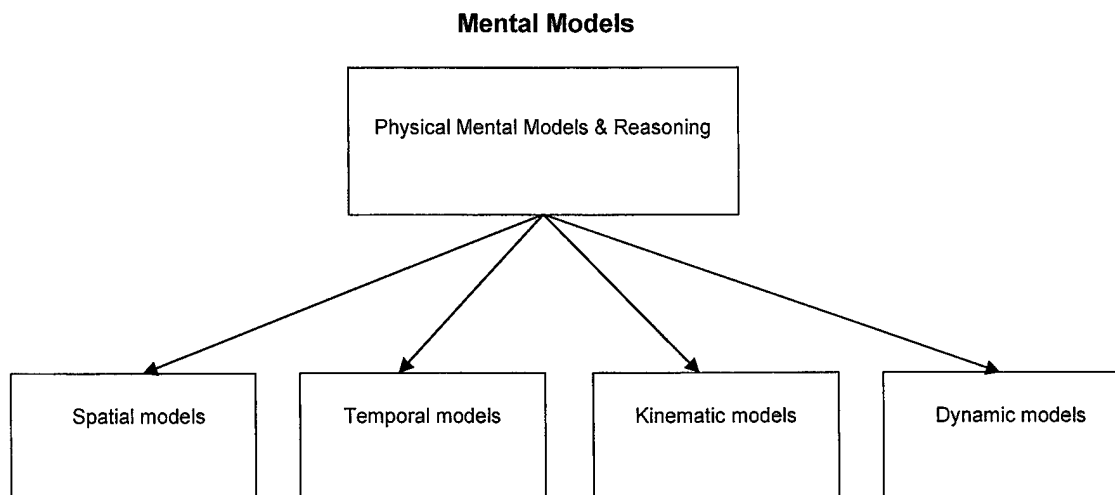 Mental Models
Physical Mental Models & Reasoning
Spatial models
Temporal models
Kinematic models
Dynamic models